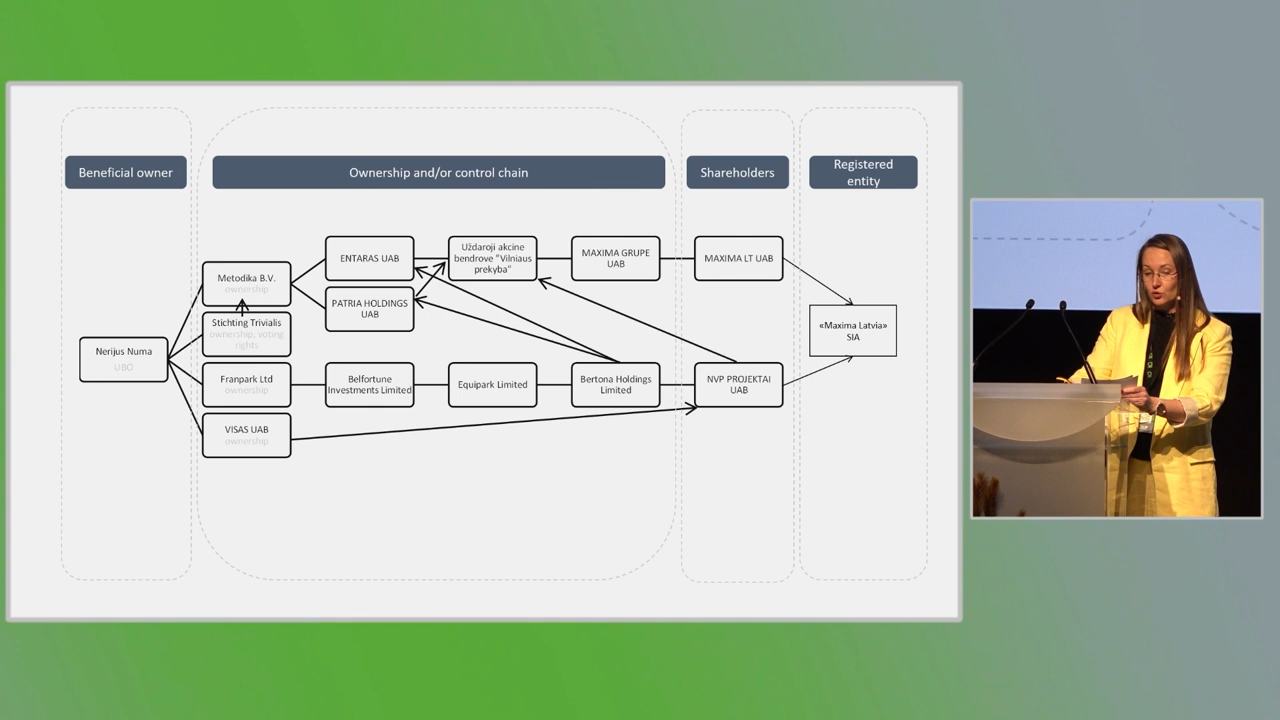 Beneficial owner
Ownership and/or control chain
Shareholders
Registered
entity
ENTARAS UAB
Uždaroji akcine
bendrove "Vilniaus
prekyba"
MAXIMA GRUPE
UAB
MAXIMA LT UAB
Metodika B.V.
ownership
PATRIA HOLDINGS
UAB
Stichting Trivialis
ownership, voting
rights
«Maxima Latvia»
SIA
Nerijus Numa
UBO
Franpark Ltd
ownership
Belfortune
Investments Limited
Equipark Limited
Bertona Holdings
Limited
NVP PROJEKTAI
UAB
VISAS UAB
ownership